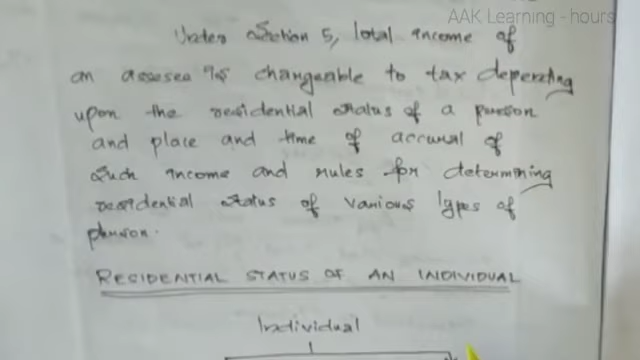 AAK Learning - hours
Under Section 5, total income of
an assesee is chargeable to tax depending
upon the residential status of a person
and place and time of accural of
such income and rules for determining
residential status of various types of
person.
RESIDENTIAL STATUS OF AN INDIVIDUAL
Individual